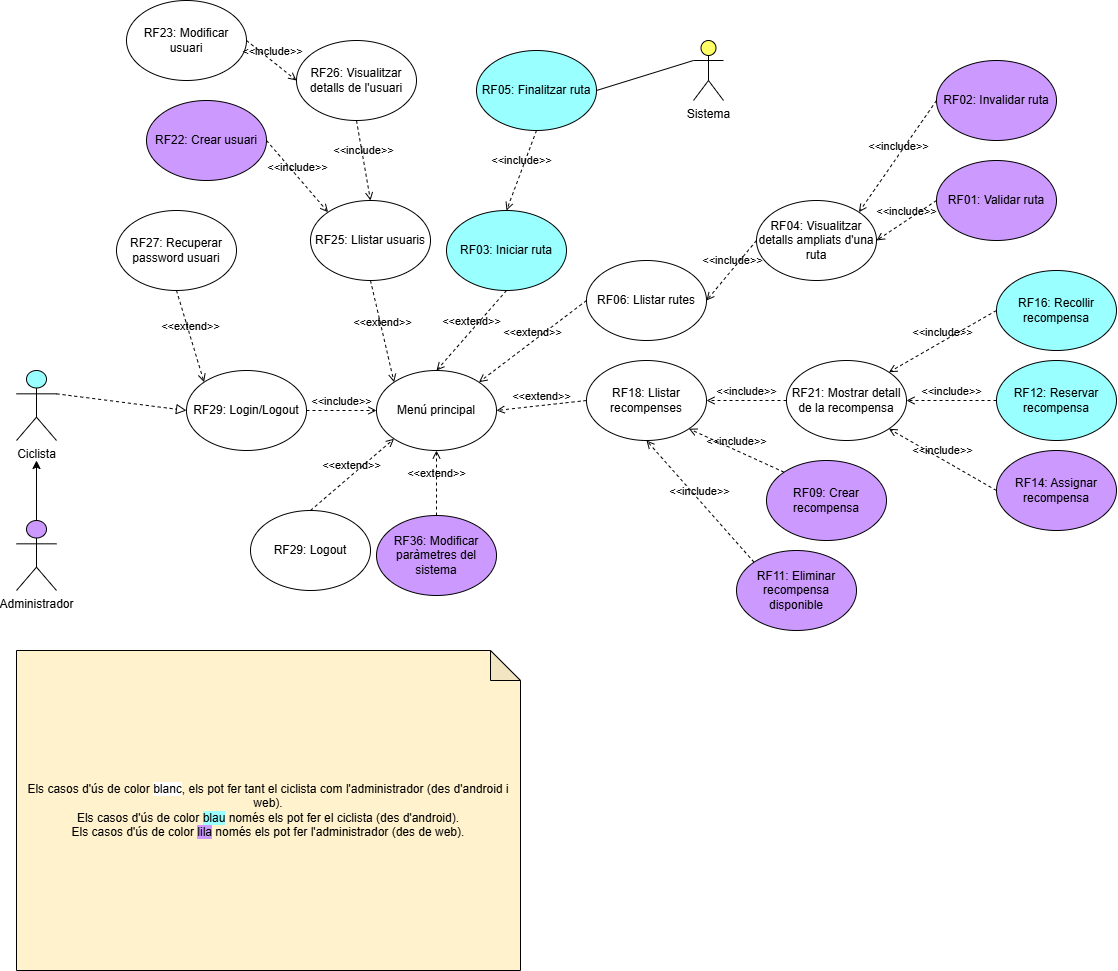 RF23: Modificar
usuari
<<include>>
RF26: Visualitzar
detalls de l'usuari
RF05: Finalitzar ruta
Sistema
RF02: Invalidar ruta
RF22: Crear usuari
<<include>>
<<include>>
<<include>>
<<include>>
RF01: Validar ruta
<<include>>
RF27: Recuperar
password usuari
RF25: Llistar usuaris
RF03: Iniciar ruta
RF04: Visualitzar
detalls ampliats d'una
ruta
<<include>>
RF06: Llistar rutes
RF16: Recollir
recompensa
<<extend>>
<<extend>>
<<extend>>
<<extend>>
<<include>>
Ciclista
RF29: Login/Logout
<<include>>
Menú principal
<<extend>>
RF18: Llistar
recompenses
<<include>>
RF21: Mostrar detall
de la recompensa
<<include>>
RF12: Reservar
recompensa
<<extend>>
<<extend>>
<<include>>
<<include>>
<<include>>
RF09: Crear
recompensa
RF14: Assignar
recompensa
RF29: Logout
RF36: Modificar
paràmetres del
sistema
RF11: Eliminar
recompensa
disponible
Administrador
Els casos d'ús de color blanc, els pot fer tant el ciclista com l'administrador (des d'android i
web).
Els casos d'ús de color blau només els pot fer el ciclista (des d'android).
Els casos d'ús de color lila només els pot fer l'administrador (des de web).